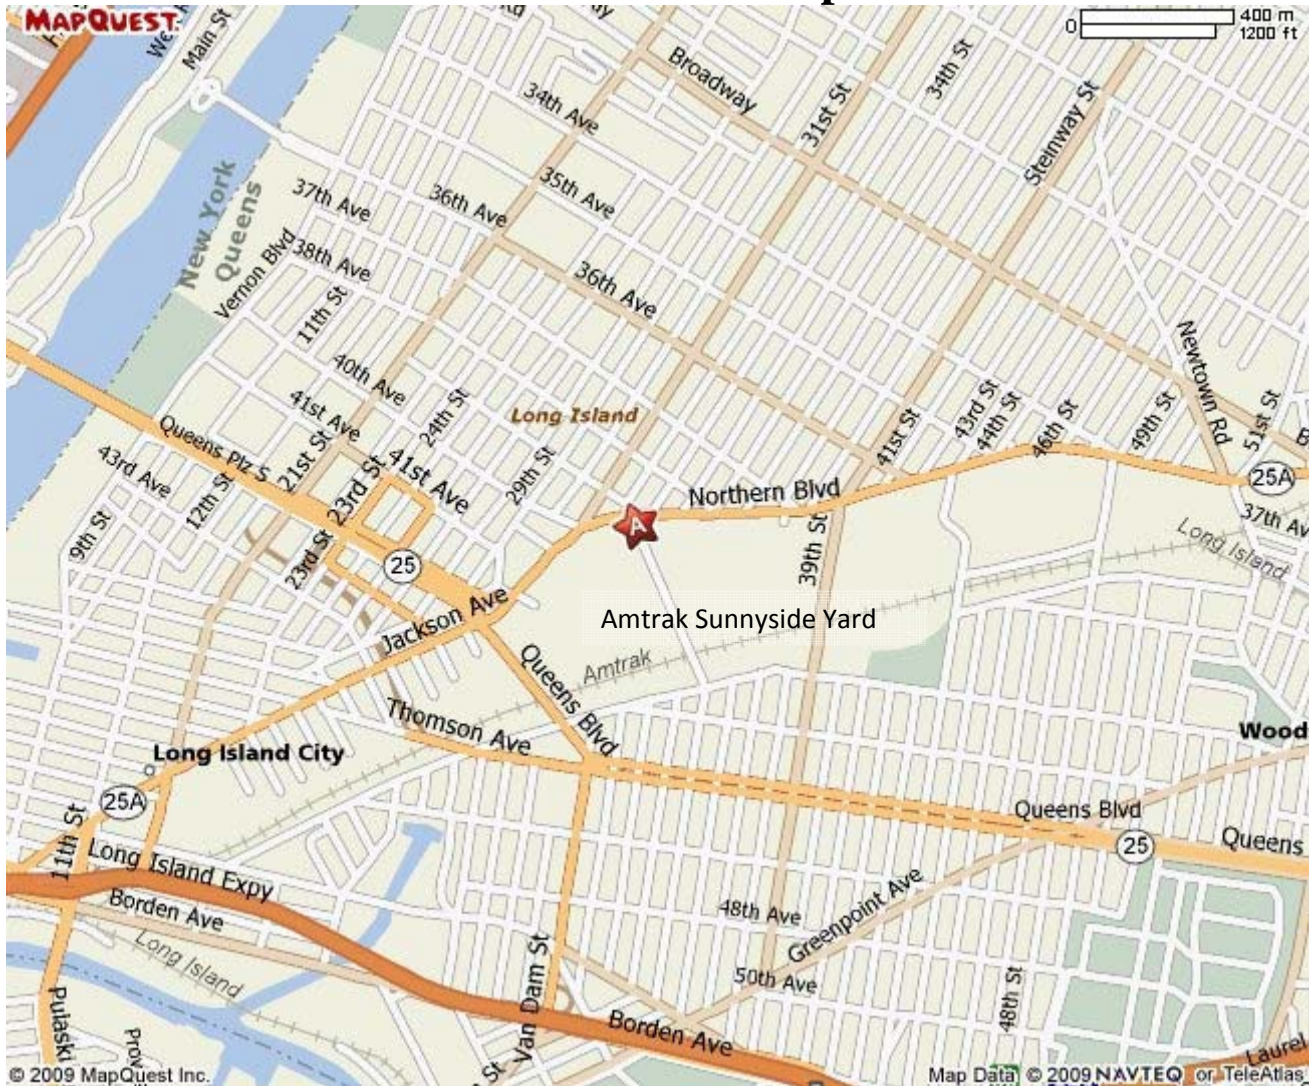 MAPQUEST.
Main St
400 m
0
1200 ft
Broadway
34th St
34th Ave
31st St
Steinway St
New York
Queens
37th Ave
36th Ave
35th Ave
Vernon Blvd
38th Ave
36th Ave
11th St
Newtown Rd
40th Ave
Long Island
41st Ave
24th St
43rd St
44th St
46th St
49th St
51st St
41st St
Queens Plz S
21st St
23rd St
41st Ave
29th St
43rd Ave
12th St
Northern Blvd
25A
A
37th Av
9th St
23rd St
25
39th St
Long Island
Jackson Ave
Amtrak Sunnyside Yard
Queens Blvd
Amtrak
Thomson Ave
Wood
Long Island City
25A
Queens Blvd
11th St
25
Queens
Long Island Expy
Borden Ave
48th Ave
Greenpoint Ave
Long Island
Van Dam St
50th Ave
48th St
Pulaski
Prov
Borden Ave
St
Laurel
© 2009 MapQuest Inc.
Map Data © 2009 NAVTEQ or TeleAtlas